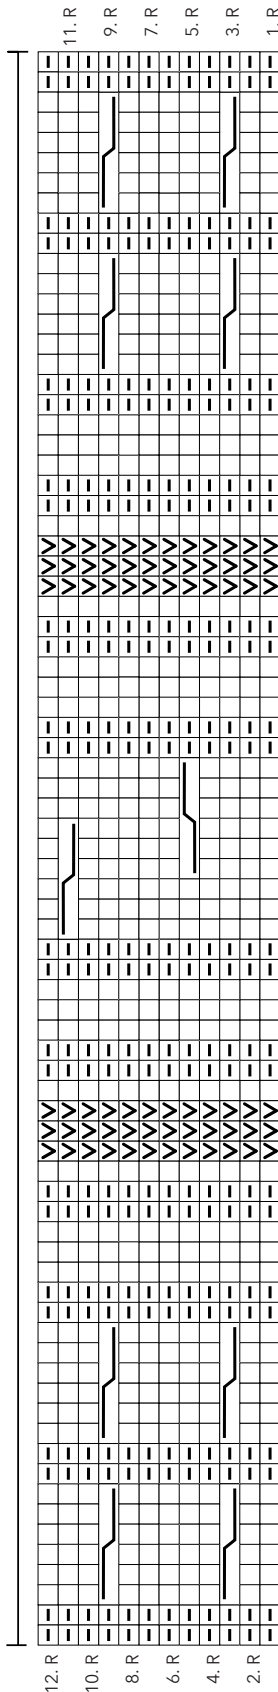 11. R
9. R
7. R
5. R
3. R
1. R
12. R
10. R
8. R
6. R
4. R
2. R